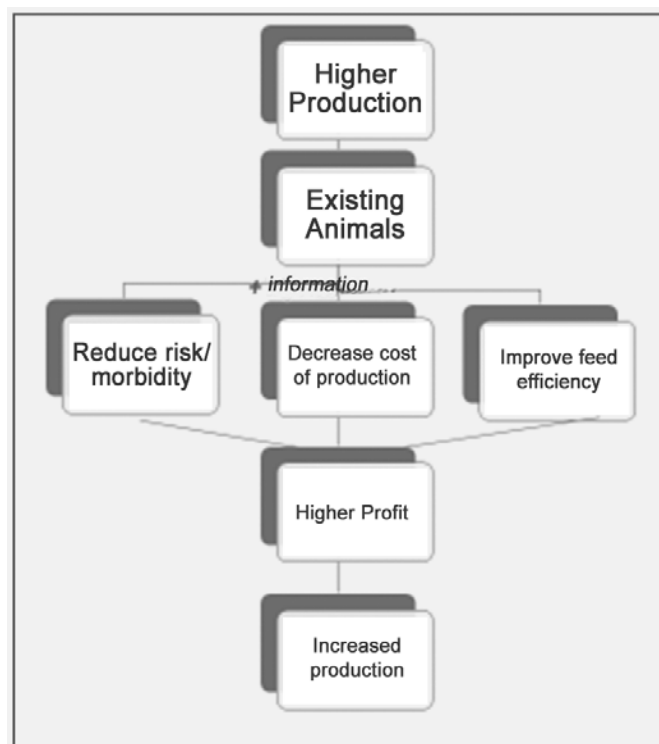 Higher
Production
Existing
Animals
+ information
Reduce risk/
morbidity
Decrease cost
of production
Improve feed
efficiency
Higher Profit
Increased
production